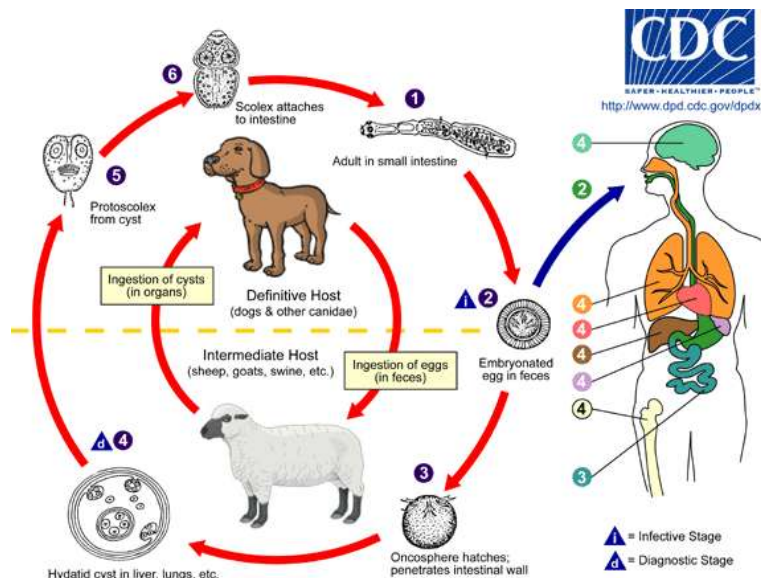 CDC
SAFER • HEALTHIER • PEOPLE™
http://www.dpd.cdc.gov/dpdx
6
Scolex attaches
to intestine
1
Adult in small intestine
5
Protoscolex
from cyst
Ingestion of cysts
(in organs)
Definitive Host
(dogs & other canidae)
Intermediate Host
(sheep, goats, swine, etc.)
Ingestion of eggs
(in feces)
i 2
Embryonated
egg in feces
d 4
Hydatid cyst in liver, lungs, etc.
3
Oncosphere hatches;
penetrates intestinal wall
4
2
4
4
4
4
4
3
i = Infective Stage
d = Diagnostic Stage